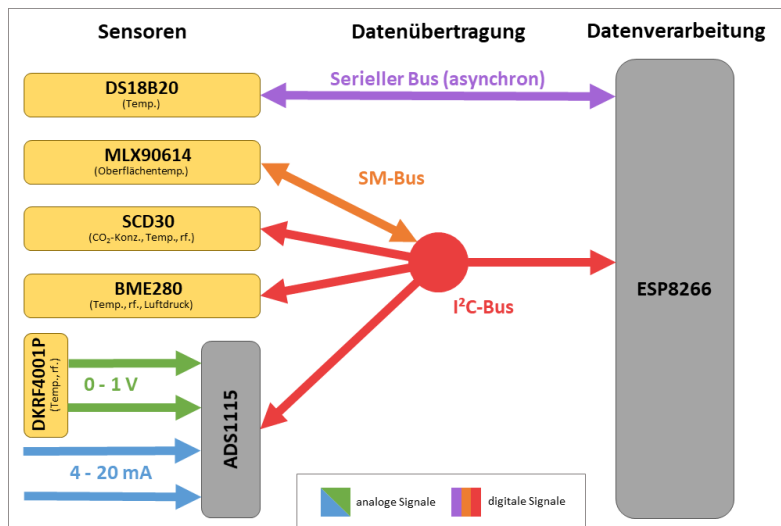 Sensoren
Datenübertragung
Datenverarbeitung
DS18B20
(Temp.)
Serieller Bus (asynchron)
MLX90614
(Oberflächentemp.)
SM-Bus
SCD30
(CO₂-Konz., Temp., rf.)
BME280
(Temp., rf., Luftdruck)
I²C-Bus
ESP8266
DKRF4001P
(Temp., rf.)
0 - 1 V
4 - 20 mA
ADS1115
analoge Signale
digitale Signale